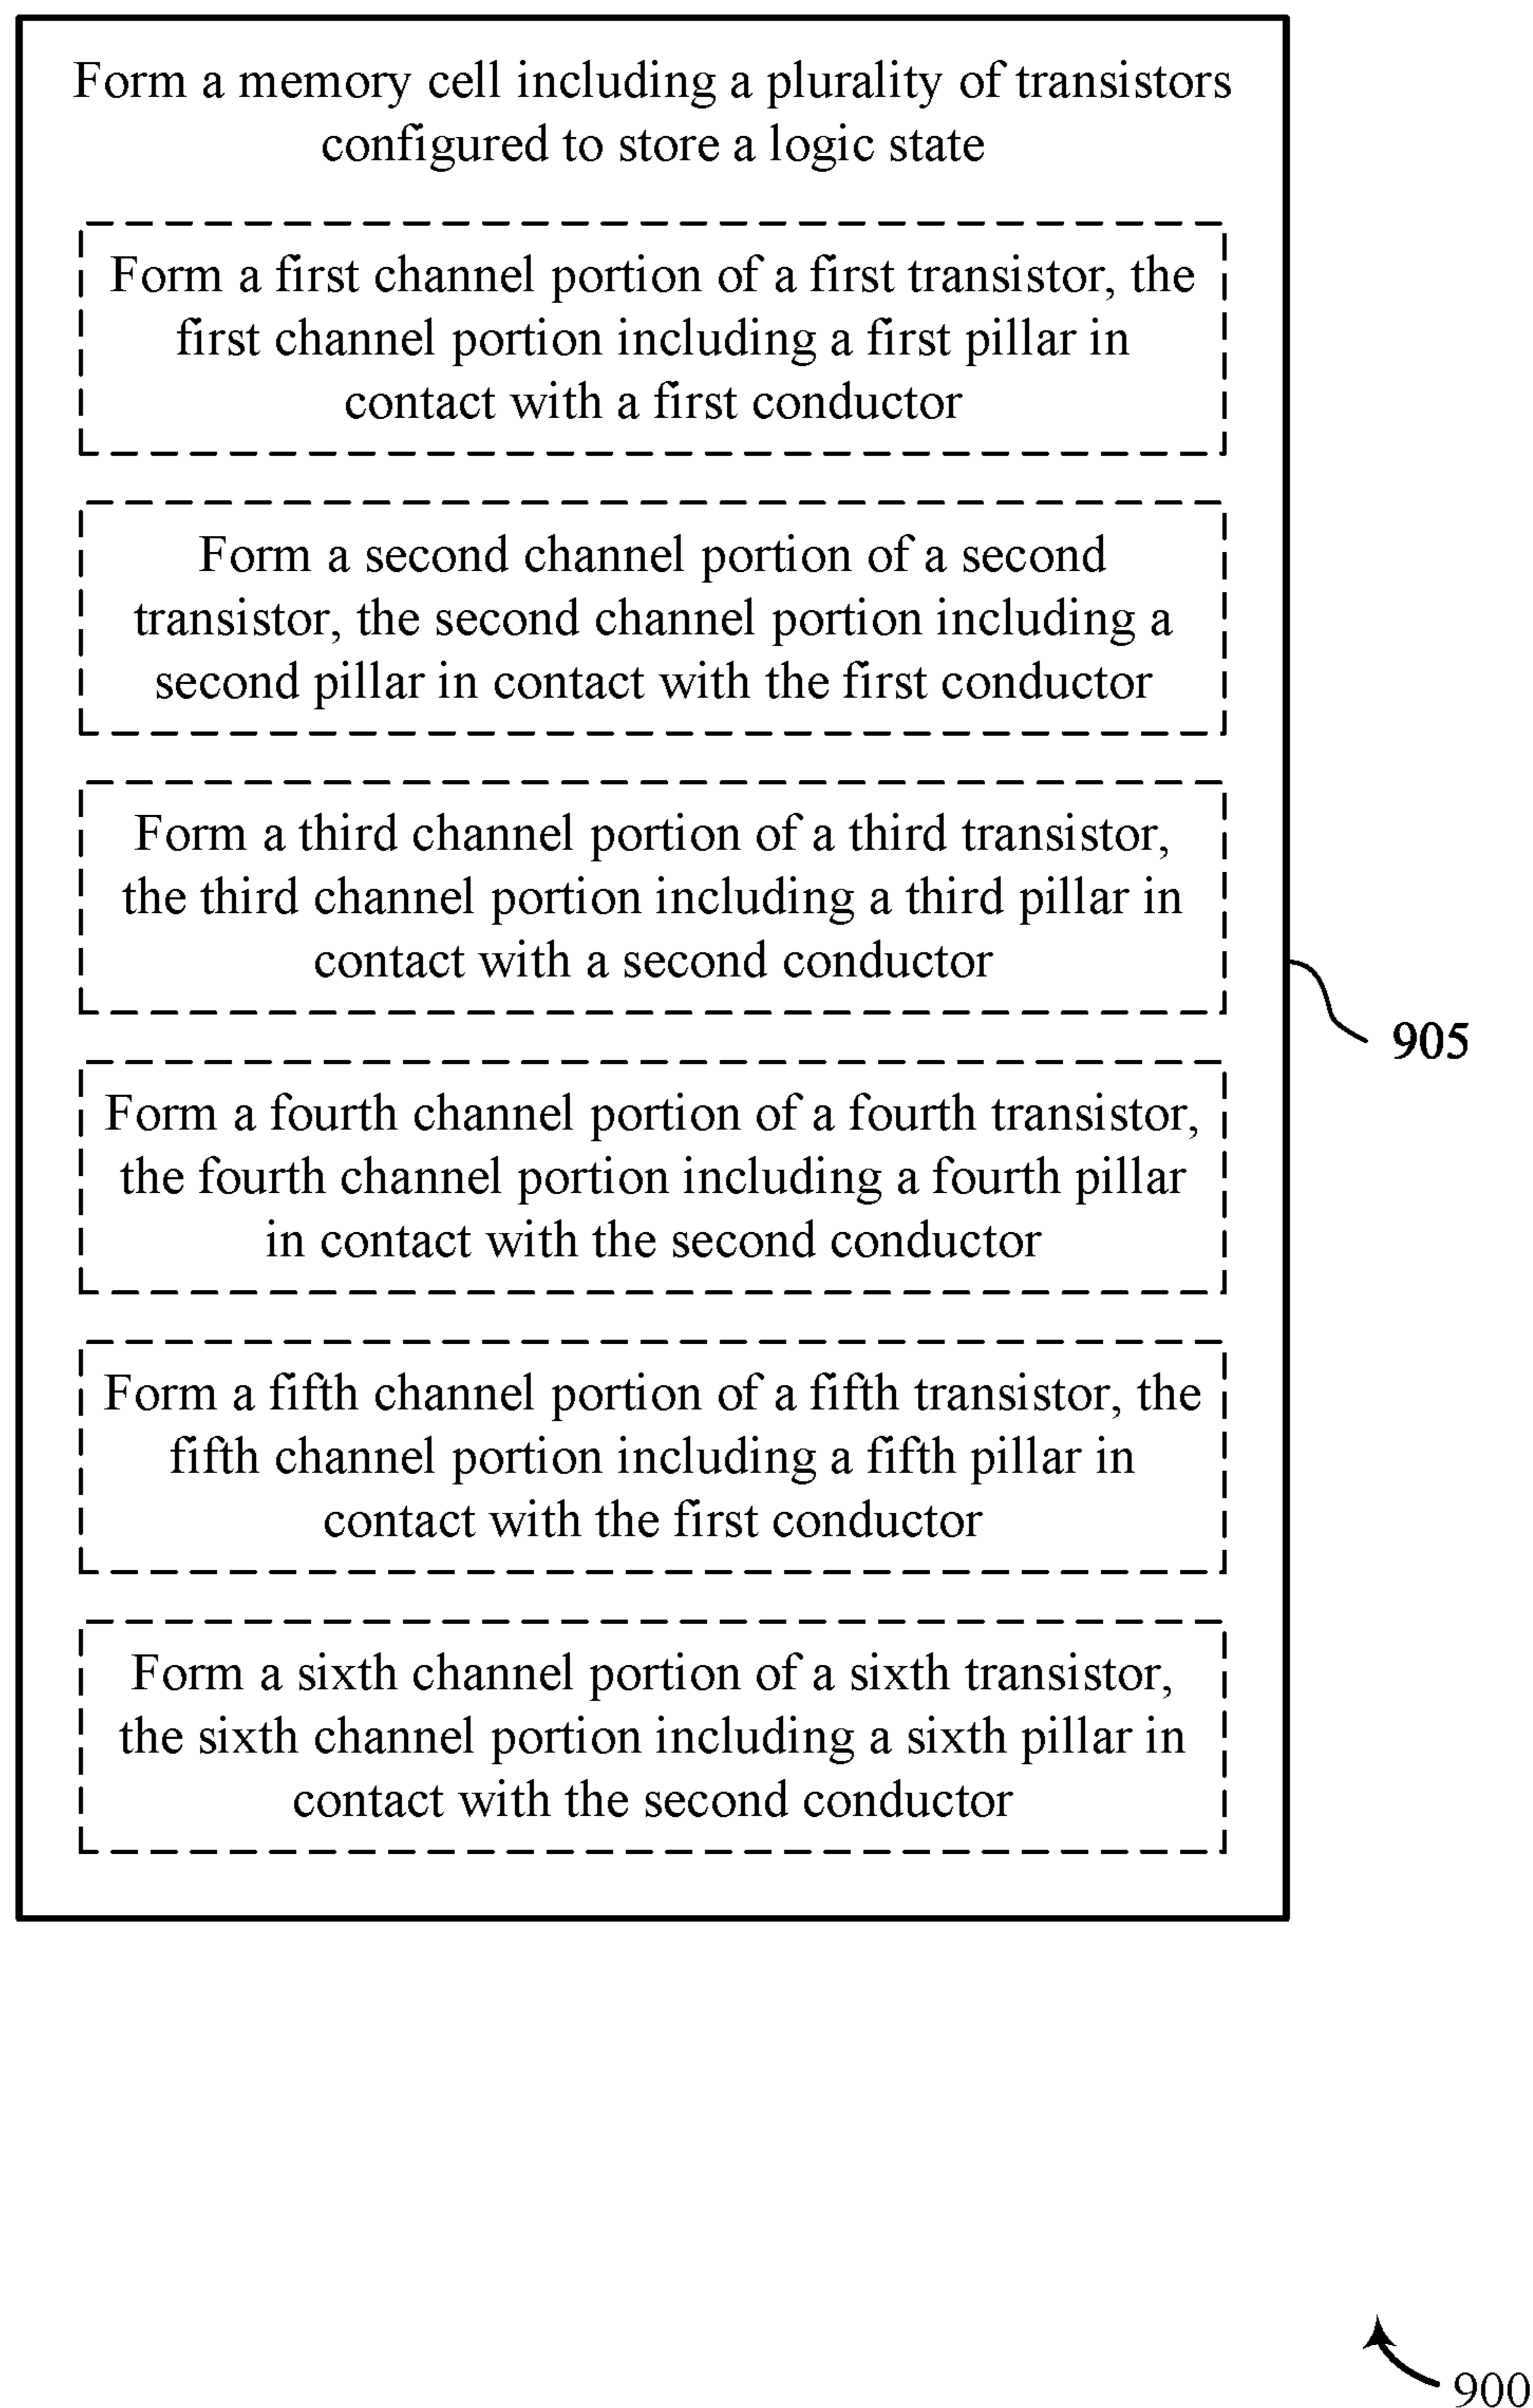 Form a memory cell including a plurality of transistors
configured to store a logic state
Form a first channel portion of a first transistor, the
first channel portion including a first pillar in
contact with a first conductor
Form a second channel portion of a second
transistor, the second channel portion including a
second pillar in contact with the first conductor
Form a third channel portion of a third transistor,
the third channel portion including a third pillar in
contact with a second conductor
Form a fourth channel portion of a fourth transistor,
the fourth channel portion including a fourth pillar
in contact with the second conductor
Form a fifth channel portion of a fifth transistor, the
fifth channel portion including a fifth pillar in
contact with the first conductor
Form a sixth channel portion of a sixth transistor,
the sixth channel portion including a sixth pillar in
contact with the second conductor
905
900